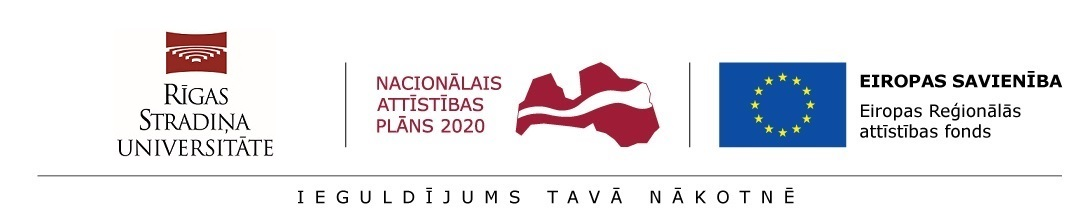 RĪGAS
STRADIŅA
UNIVERSITĀTE
NACIONĀLAIS
ATTĪSTĪBAS
PLĀNS 2020
EIROPAS SAVIENĪBA
Eiropas Reģionālās
attīstības fonds
IEGULDĪJUMS TAVĀ NĀKOTNĒ